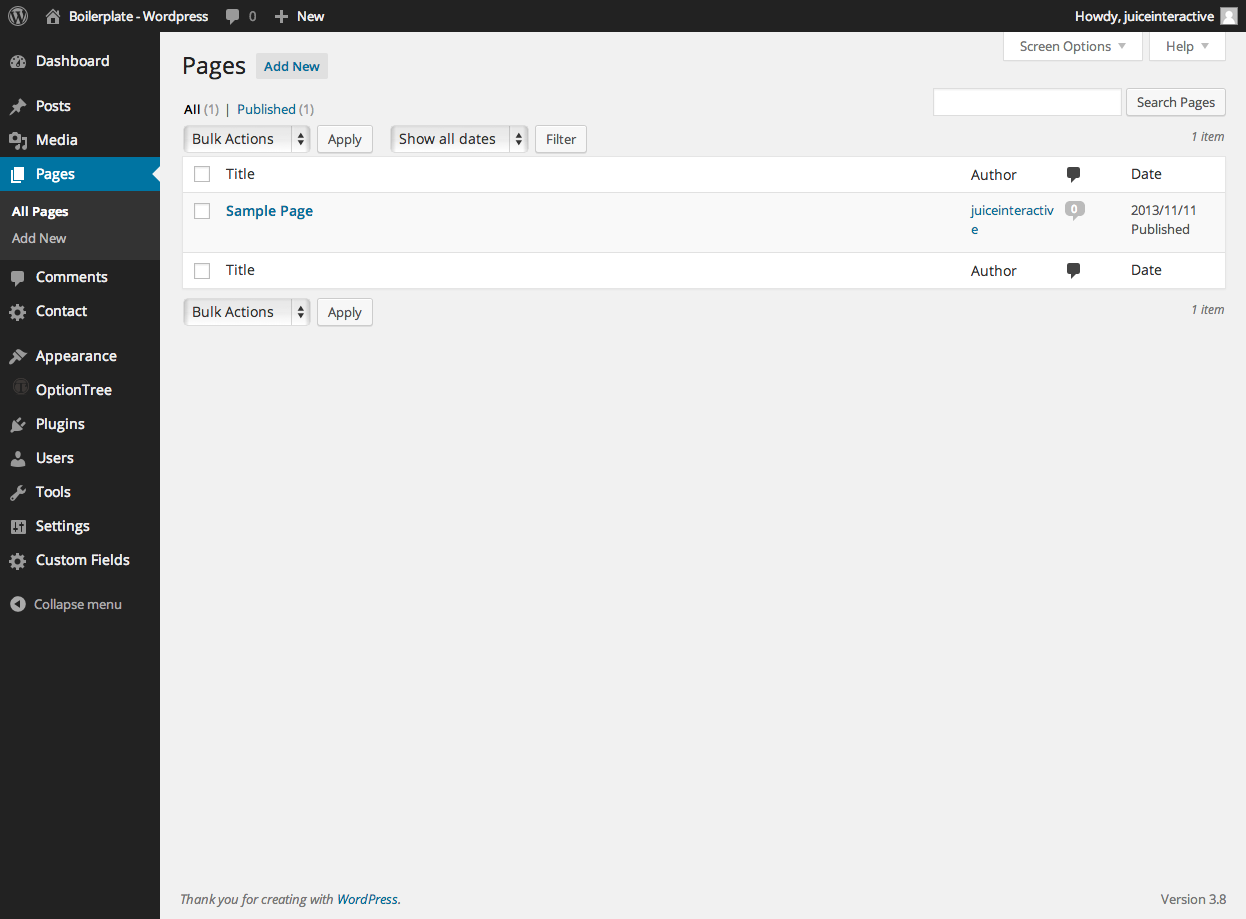 Boilerplate - Wordpress 0 New Howdy, juiceinteractive
Screen Options Help
Dashboard
Posts
Media
Pages
All Pages
Add New
Comments
Contact
Appearance
OptionTree
Plugins
Users
Tools
Settings
Custom Fields
Collapse menu
Pages Add New
All (1) | Published (1)
Search Pages
Bulk Actions Apply Show all dates Filter 1 item
Title Author Date
Sample Page juiceinteractiv 0 2013/11/11
e Published
Title Author Date
Bulk Actions Apply 1 item
Thank you for creating with WordPress. Version 3.8